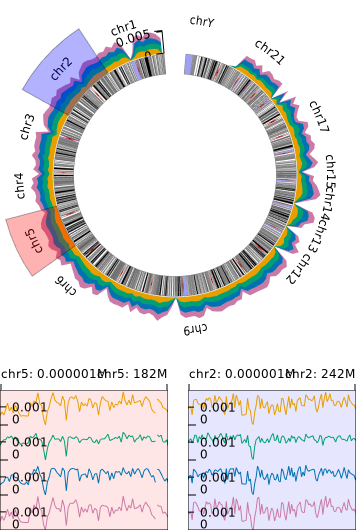 chrY
chr1
0.005
0
chr21
chr2
chr17
chr3
chr15
chr4
chr14
chr5
chr13
chr12
chr6
chr9
chr5: 0.000001M
chr5: 182M
chr2: 0.000001M
chr2: 242M
0.001
0
0.001
0
0.001
0
0.001
0
0.001
0
0.001
0
0.001
0
0.001
0